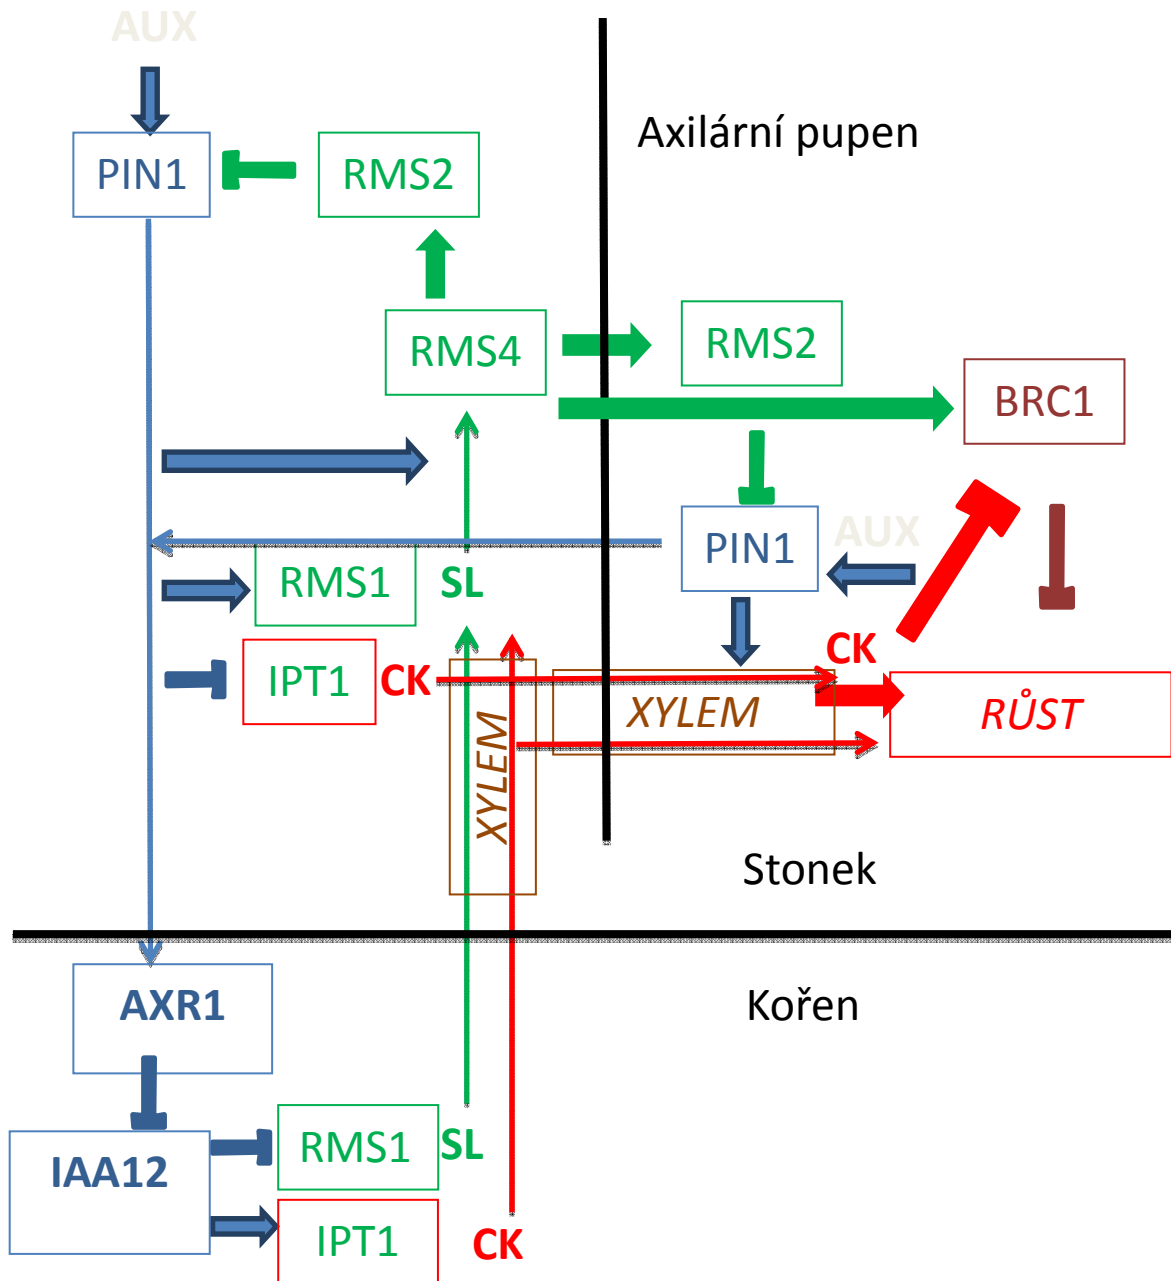 AUX
Axilární pupen
PIN1
RMS2
RMS4
RMS2
BRC1
PIN1
AUX
RMS1
SL
IPT1
CK
CK
XYLEM
XYLEM
RŮST
Stonek
AXR1
Kořen
RMS1
SL
IAA12
IPT1
CK